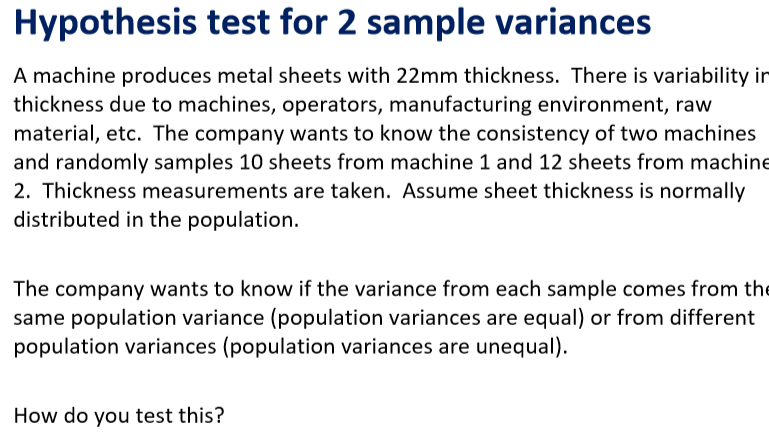 Hypothesis test for 2 sample variances
A machine produces metal sheets with 22mm thickness. There is variability in
thickness due to machines, operators, manufacturing environment, raw
material, etc. The company wants to know the consistency of two machines
and randomly samples 10 sheets from machine 1 and 12 sheets from machine
2. Thickness measurements are taken. Assume sheet thickness is normally
distributed in the population.
The company wants to know if the variance from each sample comes from the
same population variance (population variances are equal) or from different
population variances (population variances are unequal).
How do you test this?